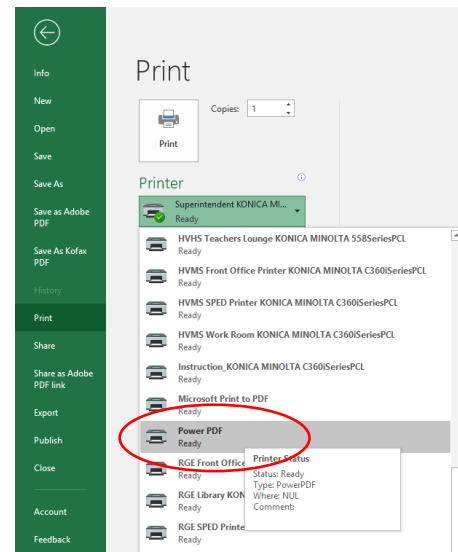 Info
New
Open
Save
Save As
Save as Adobe
PDF
Save As Kofax
PDF
History
Print
Share
Share as Adobe
PDF link
Export
Publish
Close
Account
Feedback
Print
Copies: 1
Print
Printer
Superintendent KONICA MI...
Ready
HVHS Teachers Lounge KONICA MINOLTA 558SeriesPCL
Ready
HVMS Front Office Printer KONICA MINOLTA C360iSeriesPCL
Ready
HVMS SPED Printer KONICA MINOLTA C360iSeriesPCL
Ready
HVMS Work Room KONICA MINOLTA C360iSeriesPCL
Ready
Instruction_KONICA MINOLTA C360iSeriesPCL
Ready
Microsoft Print to PDF
Ready
Power PDF
Ready
RGE Front Office
Ready
RGE Library KON
Ready
RGE SPED Printe
Ready
Printer Status
Status: Ready
Type: PowerPDF
Where: NUL
Comment: